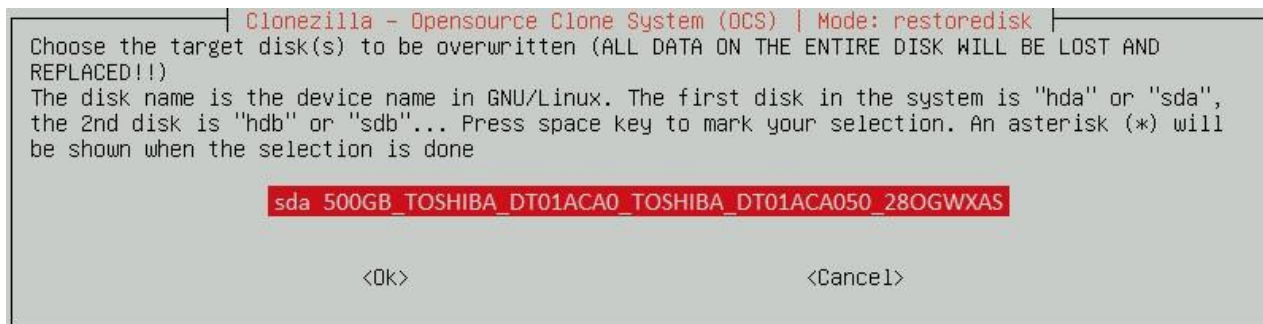 Clonezilla - Opensource Clone System (OCS) | Mode: restoredisk
Choose the target disk(s) to be overwritten (ALL DATA ON THE ENTIRE DISK WILL BE LOST AND
REPLACED!!)
The disk name is the device name in GNU/Linux. The first disk in the system is "hda" or "sda",
the 2nd disk is "hdb" or "sdb"... Press space key to mark your selection. An asterisk (*) will
be shown when the selection is done
sda 500GB_TOSHIBA_DT01ACA0_TOSHIBA_DT01ACA050_28OGWXAS
<Ok> <Cancel>